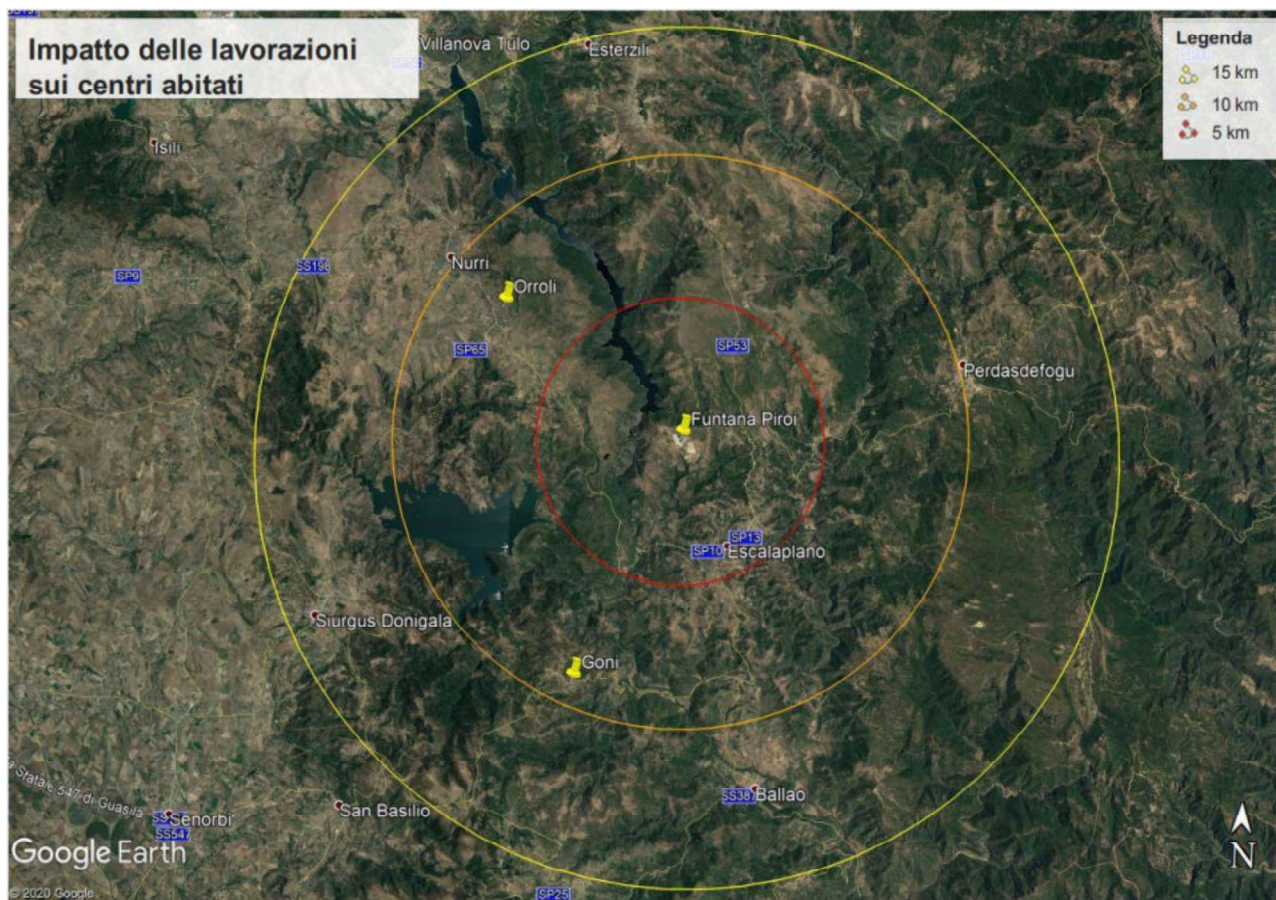 Impatto delle lavorazioni
sui centri abitati
Legenda
15 km
10 km
5 km
Villanova Tulo
Esterzili
Isili
Nurri
SS198
SP9
Orroli
SP65
SP53
Perdasdefogu
Funtana Piroi
SP13
SP10
Escalaplano
Siurgus Donigala
Goni
Statale 547 di Guasila
SS387
Ballao
San Basilio
Senorbi'
SS547
Google Earth
N
© 2020 Google
SP25